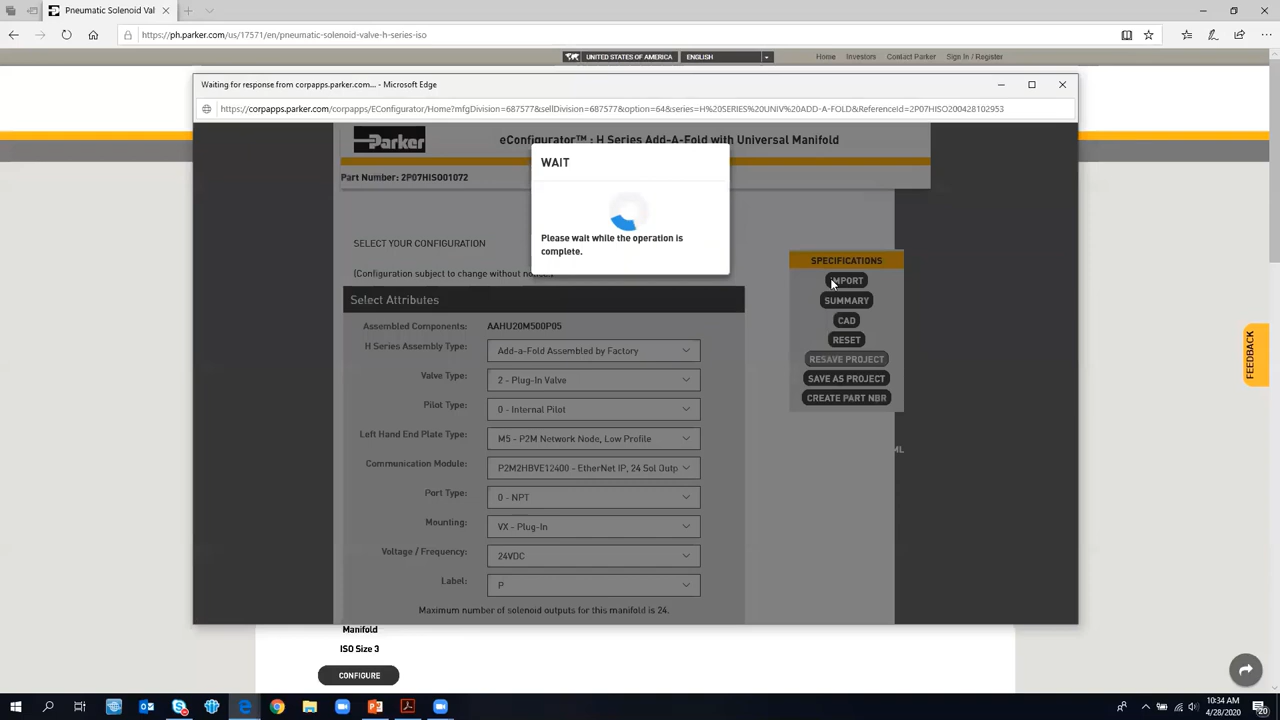 Pneumatic Solenoid Val
https://ph.parker.com/us/17571/en/pneumatic-solenoid-valve-h-series-iso
UNITED STATES OF AMERICA ENGLISH Home Investors Contact Parker Sign In / Register
Waiting for response from corpapps.parker.com... - Microsoft Edge
https://corpapps.parker.com/corpapps/EConfigurator/Home?mfgDivision=687577&sellDivision=687577&option=64&series=H%20SERIES%20UNIV%20ADD-A-FOLD&ReferenceId=2P07HISO200428102953
Parker eConfigurator™ : H Series Add-A-Fold with Universal Manifold
WAIT
Part Number: 2P07HISO01072
Please wait while the operation is
complete.
SELECT YOUR CONFIGURATION
(Configuration subject to change without notice.)
SPECIFICATIONS
IMPORT
SUMMARY
CAD
RESET
RESAVE PROJECT
SAVE AS PROJECT
CREATE PART NBR
ML
Select Attributes
Assembled Components: AAHU20M500P05
H Series Assembly Type: Add-a-Fold Assembled by Factory
Valve Type: 2 - Plug-In Valve
Pilot Type: 0 - Internal Pilot
Left Hand End Plate Type: M5 - P2M Network Node, Low Profile
Communication Module: P2M2HBVE12400 - EtherNet IP, 24 Sol Outp
Port Type: 0 - NPT
Mounting: VX - Plug-In
Voltage / Frequency: 24VDC
Label: P
Maximum number of solenoid outputs for this manifold is 24.
FEEDBACK
Manifold
ISO Size 3
CONFIGURE
10:34 AM
4/28/2020
20